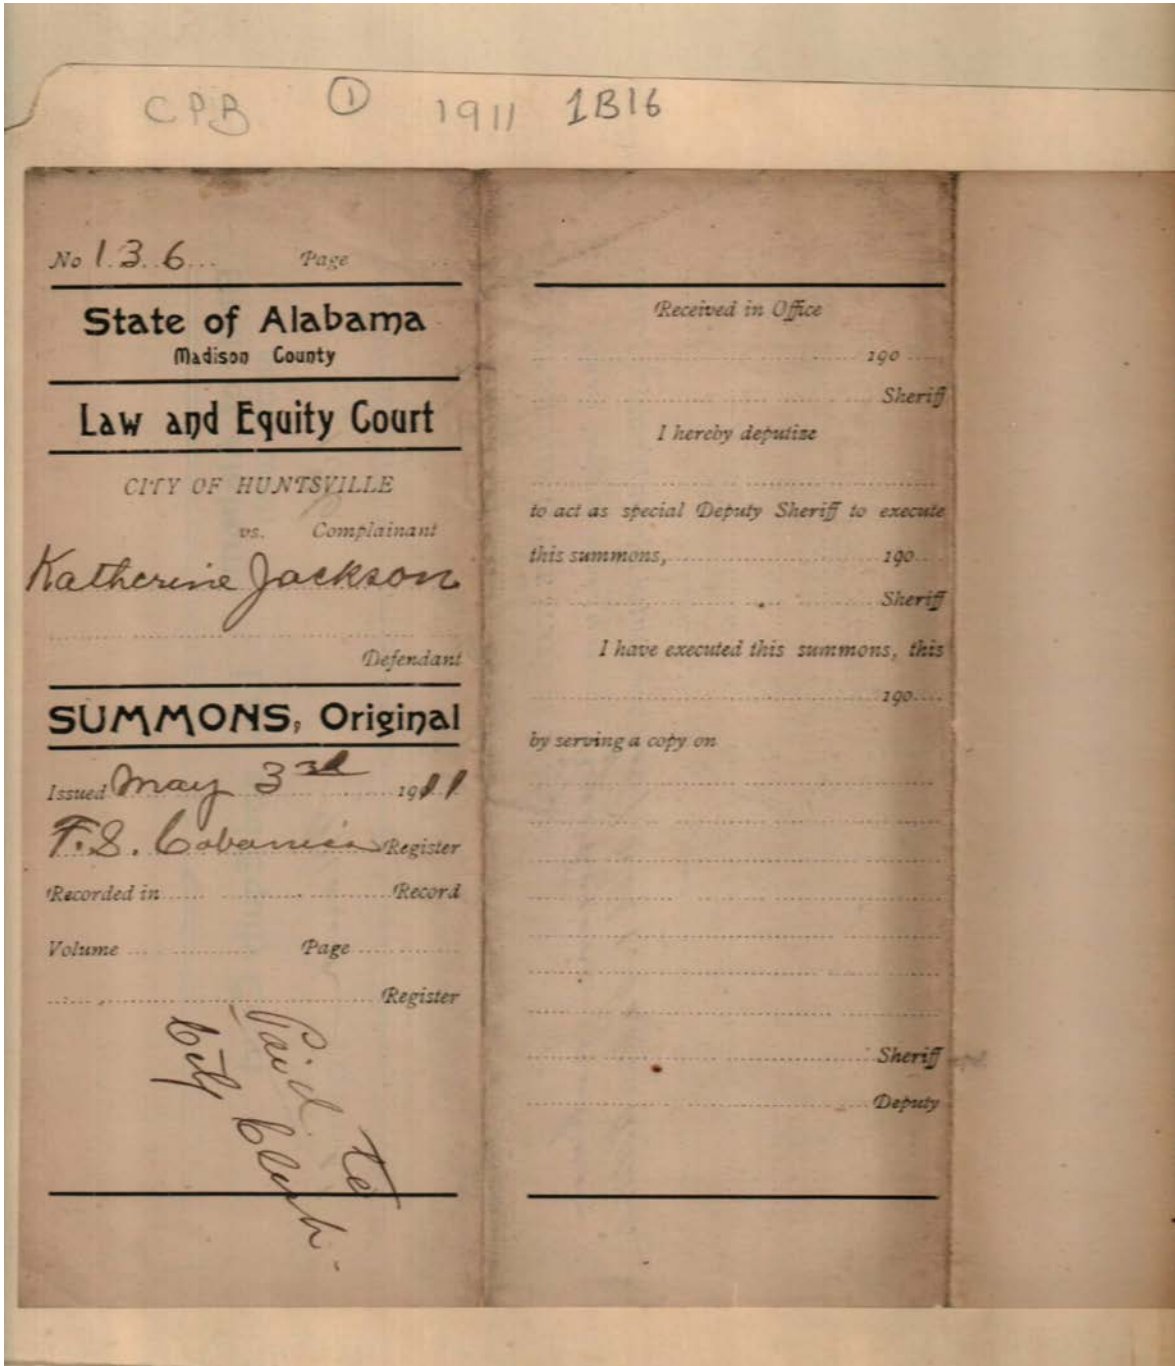 CPB ① 1911 1B16
No 136 Page
State of Alabama
Madison County
Law and Equity Court
CITY OF HUNTSVILLE
vs. Complainant
Katherine Jackson
Defendant
SUMMONS, Original
Issued May 3rd 1911
F.S. Register
Recorded in Record
Volume Page
Register
Paid to
City Clerk.
Received in Office
190
Sheriff
I hereby deputize
to act as special Deputy Sheriff to execute
this summons, 190
Sheriff
I have executed this summons, this
190
by serving a copy on
Sheriff
Deputy